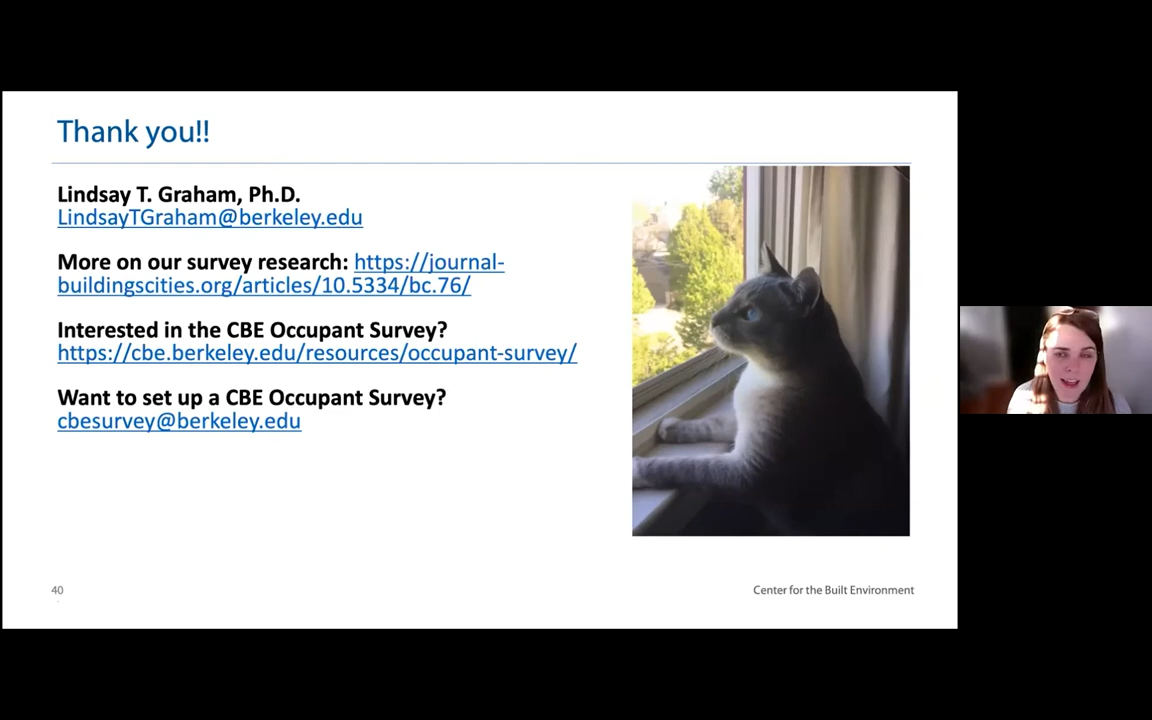 Thank you!!
Lindsay T. Graham, Ph.D.
LindsayTGraham@berkeley.edu
More on our survey research: https://journal-
buildingscities.org/articles/10.5334/bc.76/
Interested in the CBE Occupant Survey?
https://cbe.berkeley.edu/resources/occupant-survey/
Want to set up a CBE Occupant Survey?
cbesurvey@berkeley.edu
40
Center for the Built Environment